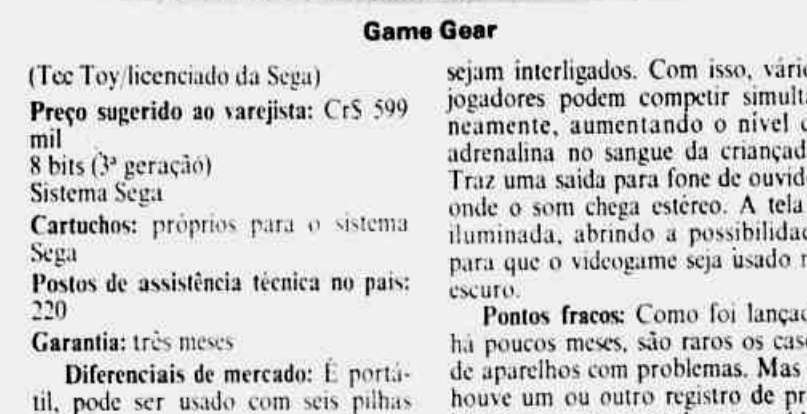 Game Gear
(Tec Toy/licenciado da Sega)
Preço sugerido ao varejista: Cr$ 599
mil
8 bits (3ª geração)
Sistema Sega
Cartuchos: próprios para o sistema
Sega
Postos de assistência técnica no país:
220
Garantia: três meses
Diferenciais de mercado: É portá-
til, pode ser usado com seis pilhas
sejam interligados. Com isso, vário
jogadores podem competir simulta
neamente, aumentando o nível d
adrenalina no sangue da criançad
Traz uma saída para fone de ouvid
onde o som chega estéreo. A tela
iluminada, abrindo a possibilidad
para que o videogame seja usado n
escuro.
Pontos fracos: Como foi lançad
há poucos meses, são raros os caso
de aparelhos com problemas. Mas
houve um ou outro registro de pr